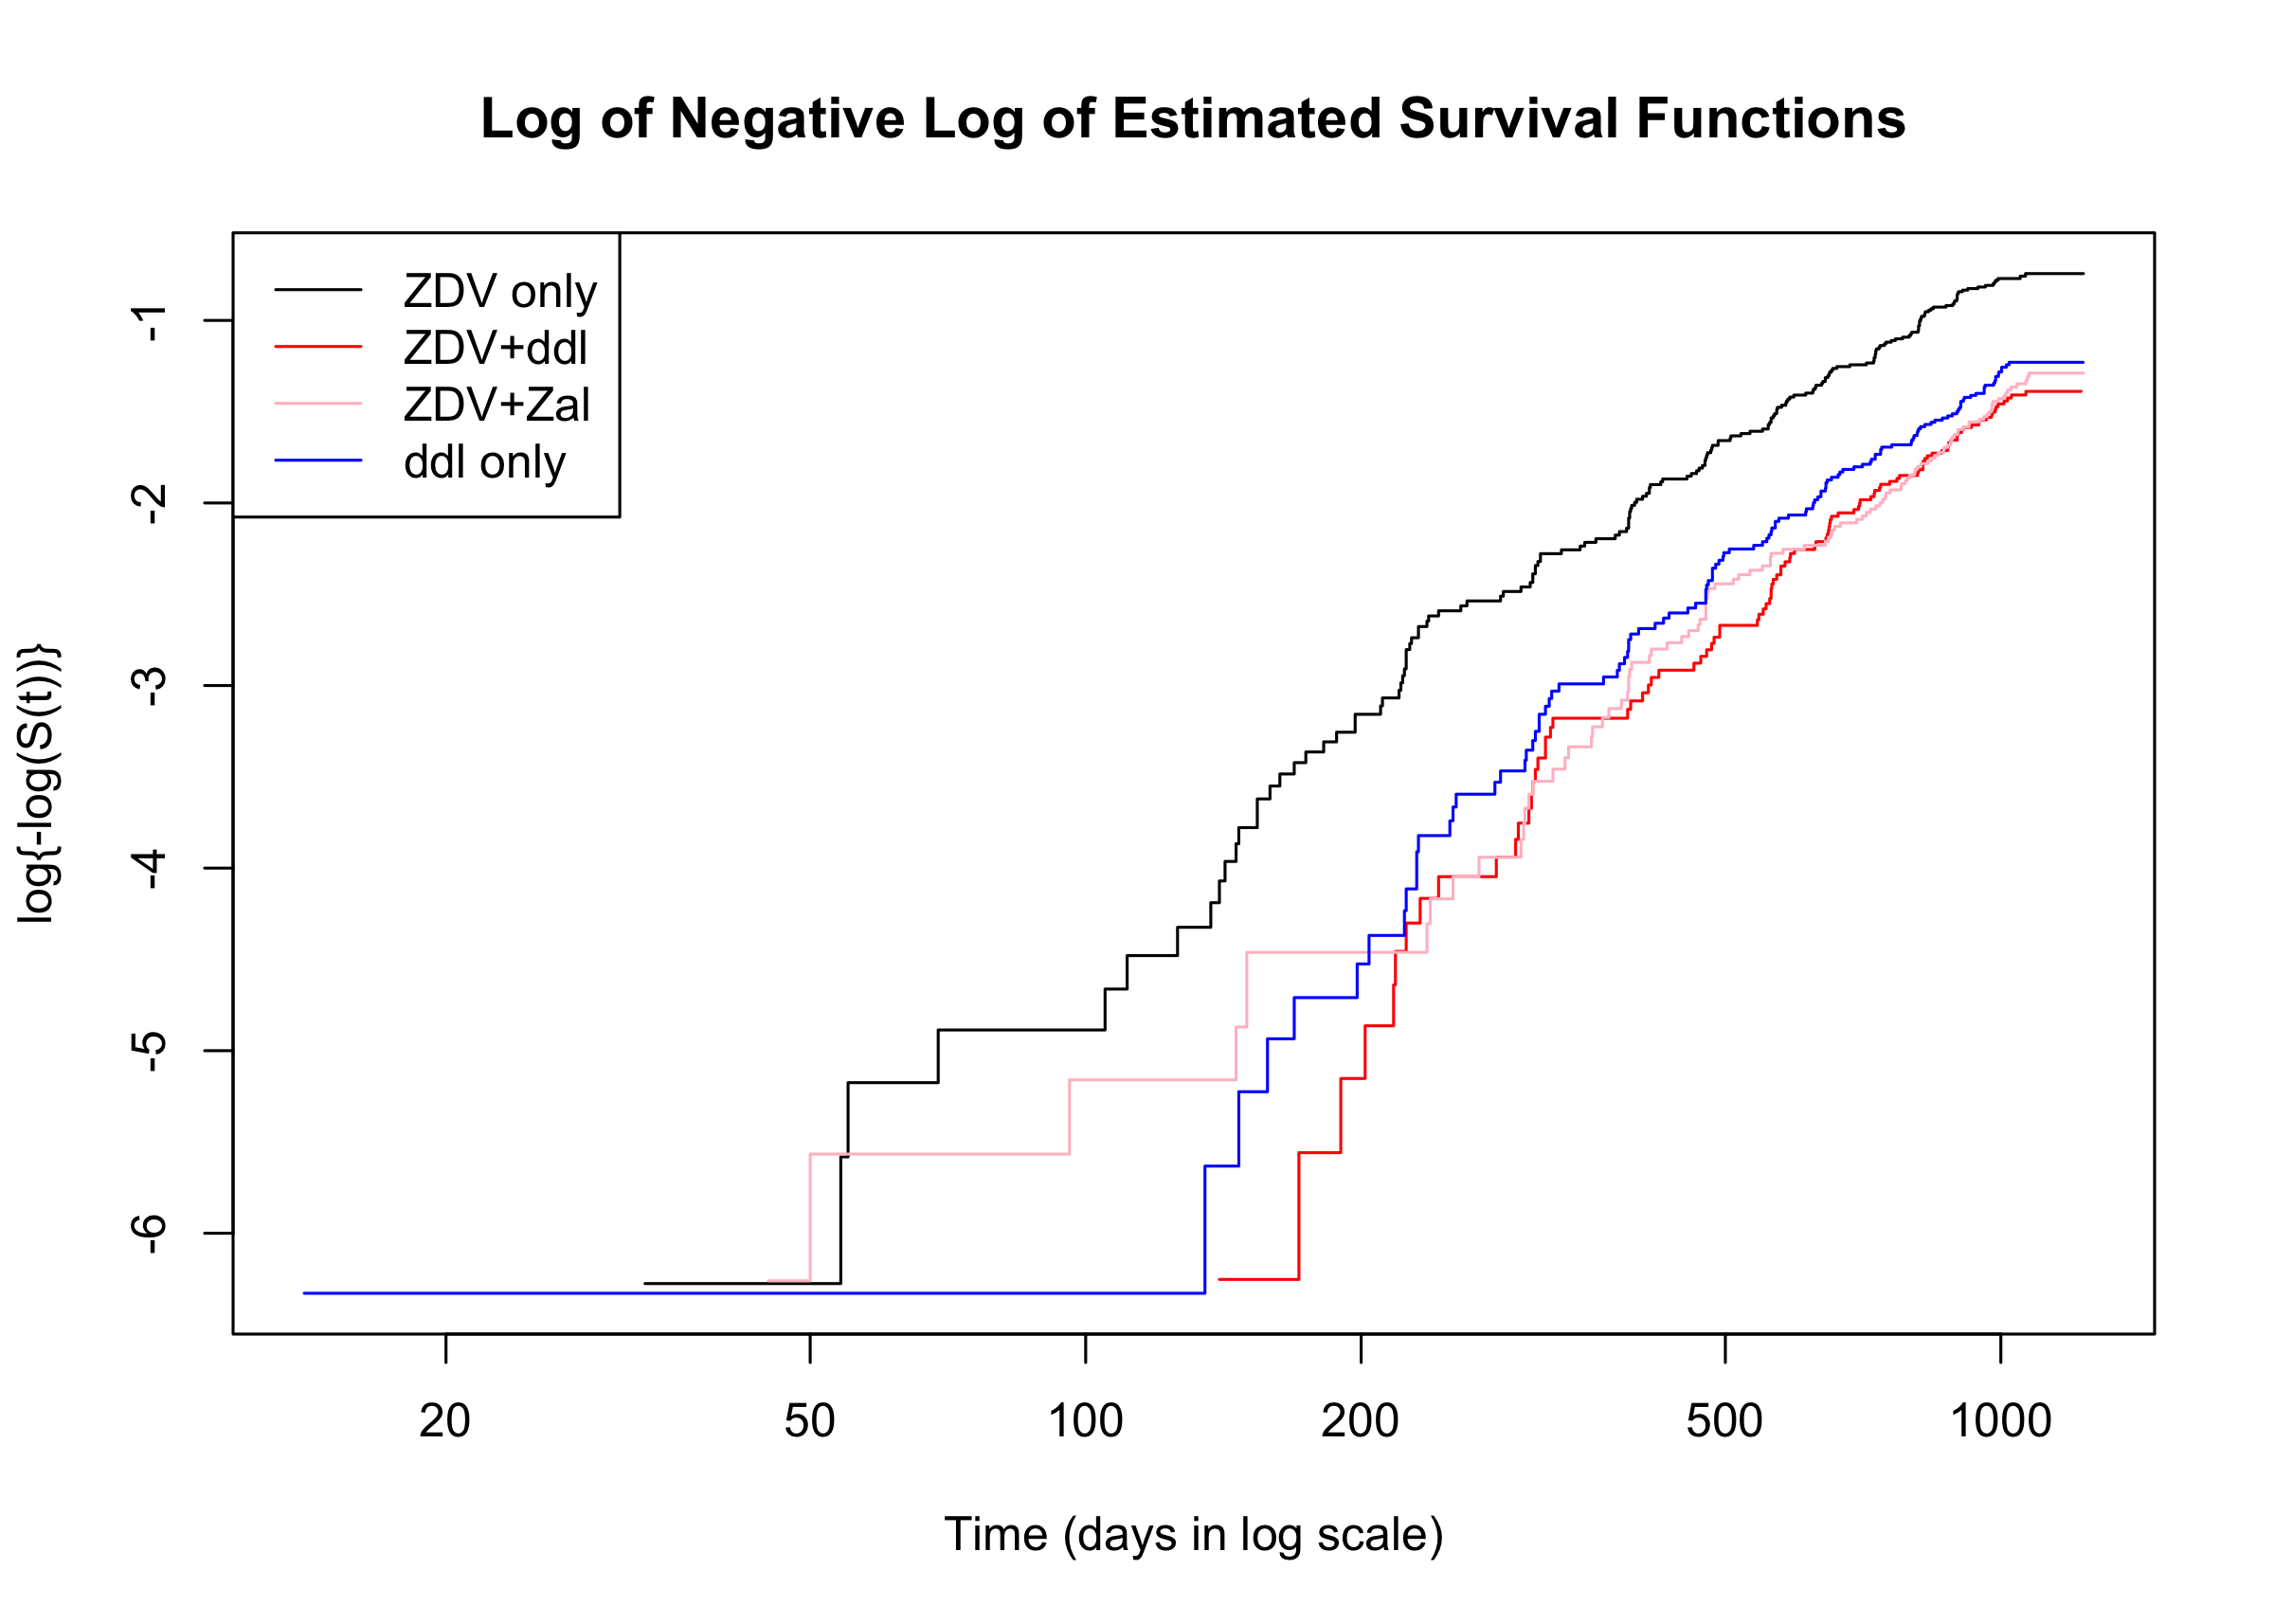 Log of Negative Log of Estimated Survival Functions
ZDV only
ZDV+ddI
ZDV+Zal
ddI only
log{-log(S(t))}
-1
-2
-3
-4
-5
-6
20 50 100 200 500 1000
Time (days in log scale)